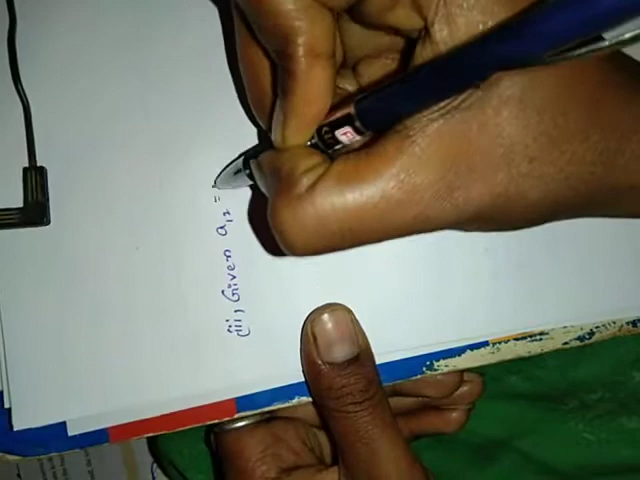 (iii, Given a₁₂ =